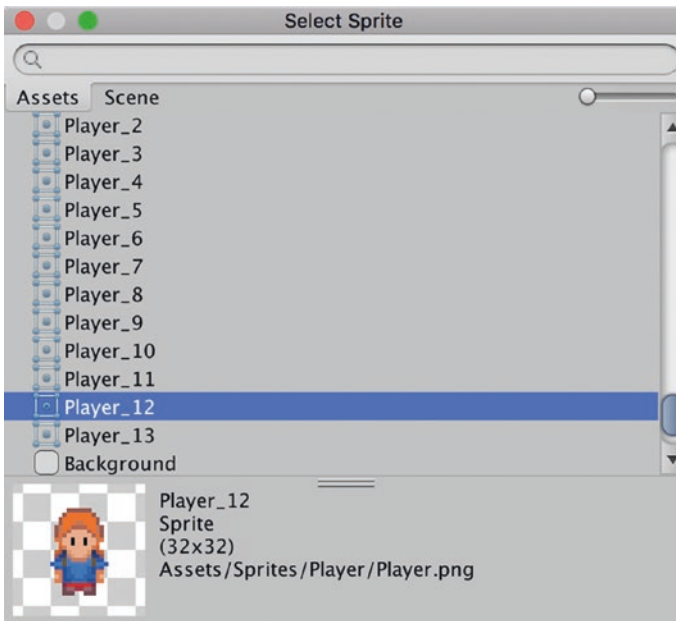 Select Sprite
Assets Scene
Player_2
Player_3
Player_4
Player_5
Player_6
Player_7
Player_8
Player_9
Player_10
Player_11
Player_12
Player_13
Background
Player_12
Sprite
(32x32)
Assets/Sprites/Player/Player.png